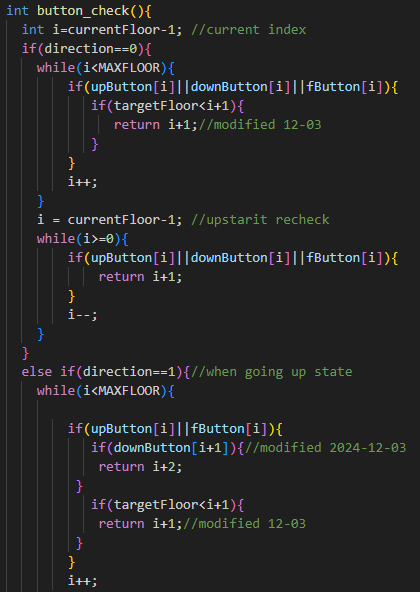 int button_check(){
  int i=currentFloor-1; //current index
  if(direction==0){
    while(i<MAXFLOOR){
        if(upButton[i]||downButton[i]||fButton[i]){
           if(targetFloor<i+1){
              return i+1;//modified 12-03
           }
        }
        i++;
    }
    i = currentFloor-1; //upstarit recheck
    while(i>=0){
        if(upButton[i]||downButton[i]||fButton[i]){
            return i+1;
        }
        i--;
    }
  }
  else if(direction==1){//when going up state
    while(i<MAXFLOOR){

        if(upButton[i]||fButton[i]){
           if(downButton[i+1]){//modified 2024-12-03
            return i+2;
         }
           if(targetFloor<i+1){
            return i+1;//modified 12-03
         }
        }
        i++;